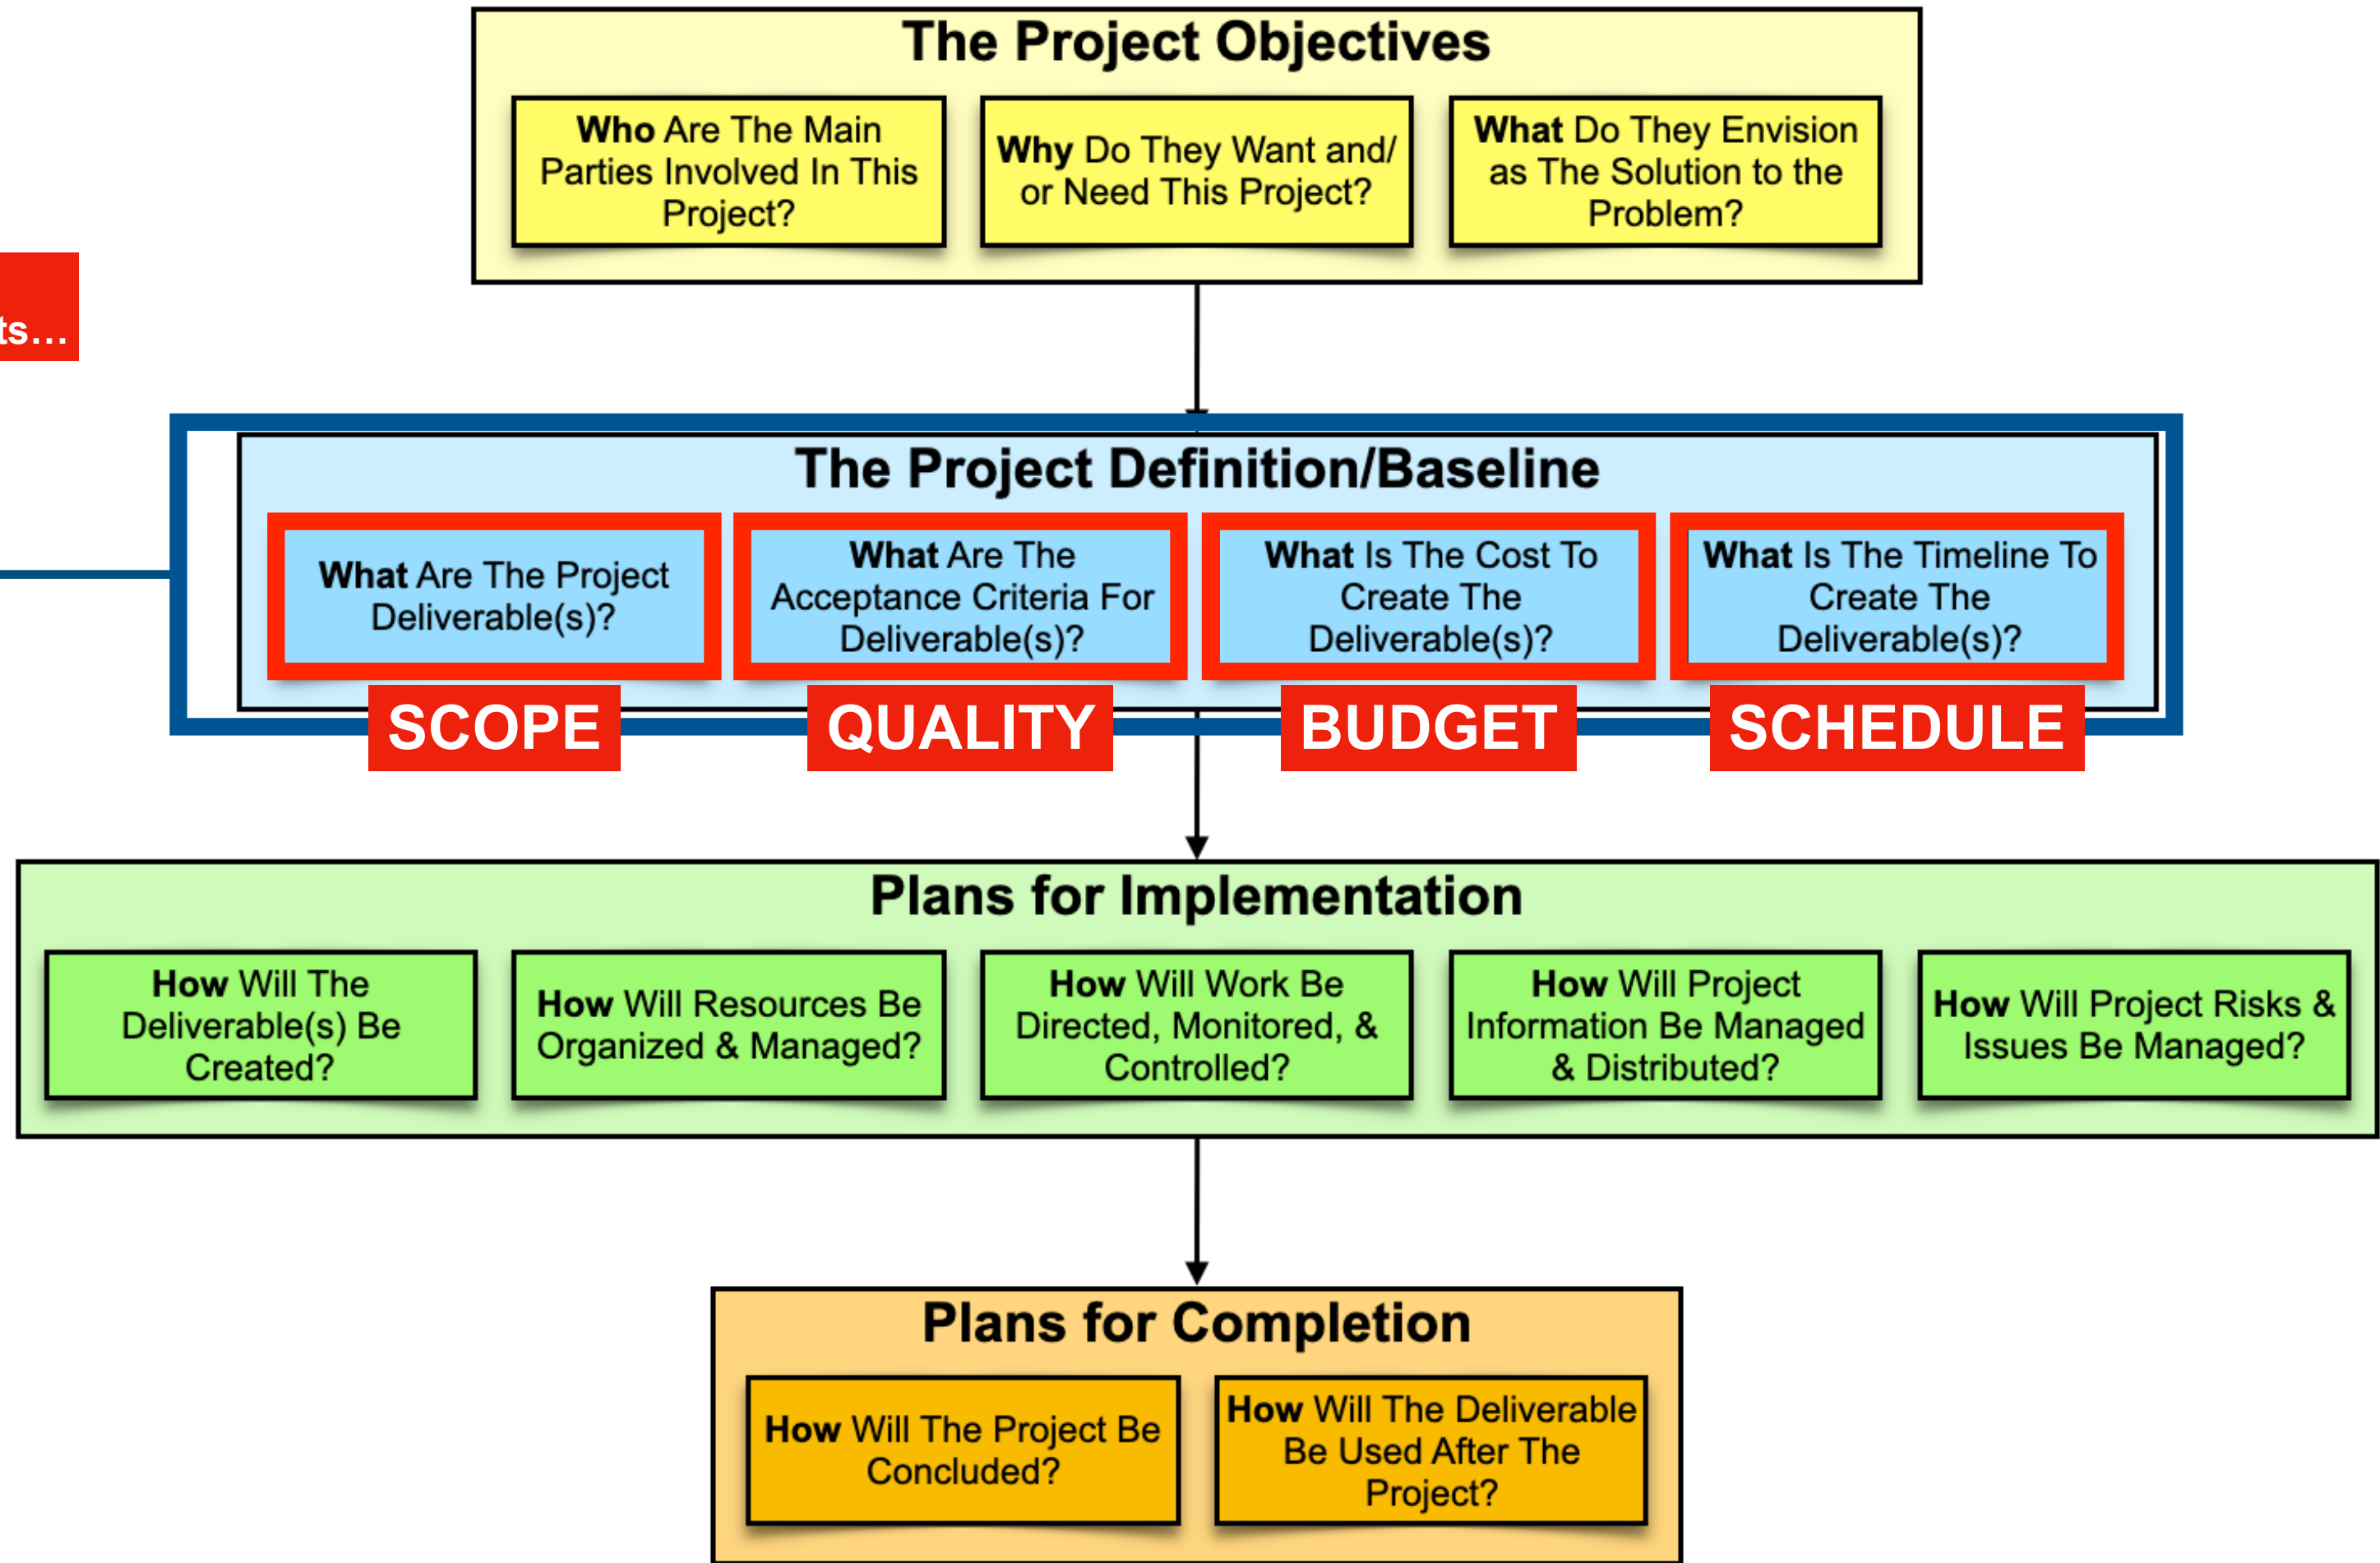 The Project Objectives
Who Are The Main
Parties Involved In This
Project?
Why Do They Want and/
or Need This Project?
What Do They Envision
as The Solution to the
Problem?
ts...
The Project Definition/Baseline
What Are The Project
Deliverable(s)?
What Are The
Acceptance Criteria For
Deliverable(s)?
What Is The Cost To
Create The
Deliverable(s)?
What Is The Timeline To
Create The
Deliverable(s)?
SCOPE
QUALITY
BUDGET
SCHEDULE
Plans for Implementation
How Will The
Deliverable(s) Be
Created?
How Will Resources Be
Organized & Managed?
How Will Work Be
Directed, Monitored, &
Controlled?
How Will Project
Information Be Managed
& Distributed?
How Will Project Risks &
Issues Be Managed?
Plans for Completion
How Will The Project Be
Concluded?
How Will The Deliverable
Be Used After The
Project?